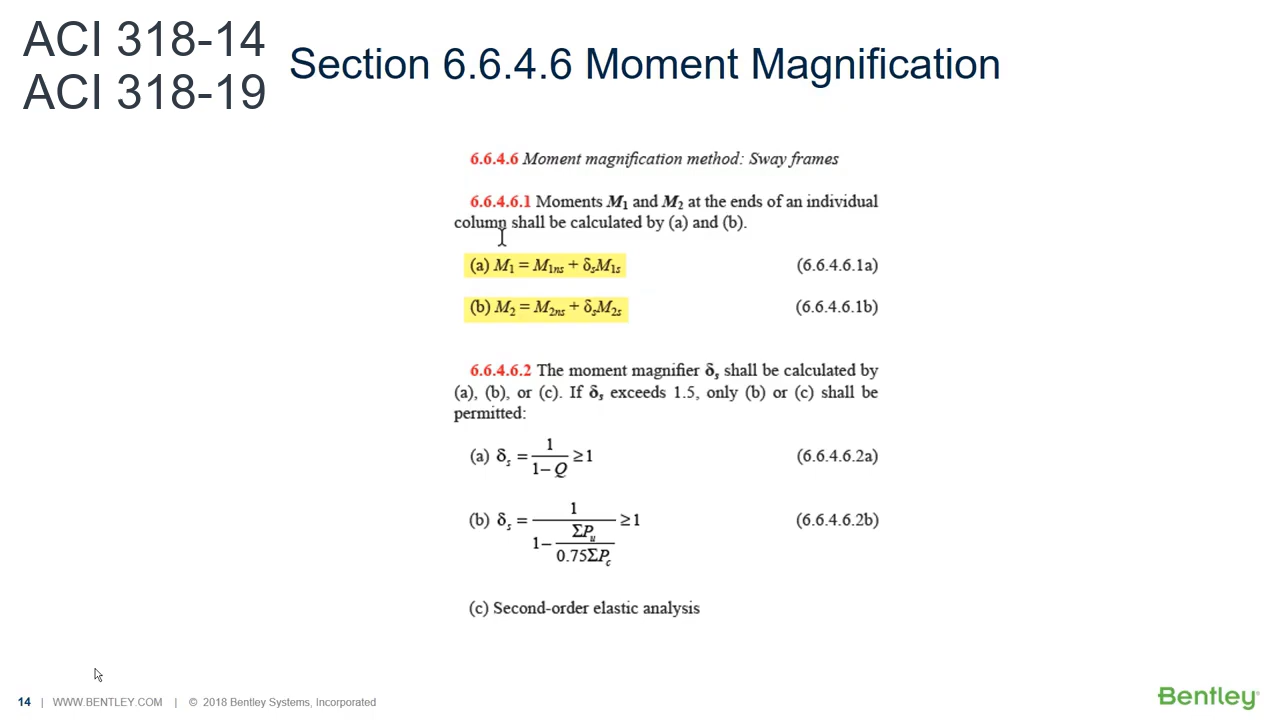 ACI 318-14
ACI 318-19
Section 6.6.4.6 Moment Magnification
6.6.4.6 Moment magnification method: Sway frames
6.6.4.6.1 Moments M1 and M2 at the ends of an individual
column shall be calculated by (a) and (b).
(a) M1 = M1ns + δsM1s (6.6.4.6.1a)
(b) M2 = M2ns + δsM2s (6.6.4.6.1b)
6.6.4.6.2 The moment magnifier δs shall be calculated by
(a), (b), or (c). If δs exceeds 1.5, only (b) or (c) shall be
permitted:
(a) δs = 1/(1–Q) ≥ 1 (6.6.4.6.2a)
(b) δs = 1/(1– ΣPu/(0.75ΣPc)) ≥ 1 (6.6.4.6.2b)
(c) Second-order elastic analysis
14 | WWW.BENTLEY.COM | © 2018 Bentley Systems, Incorporated
Bentley